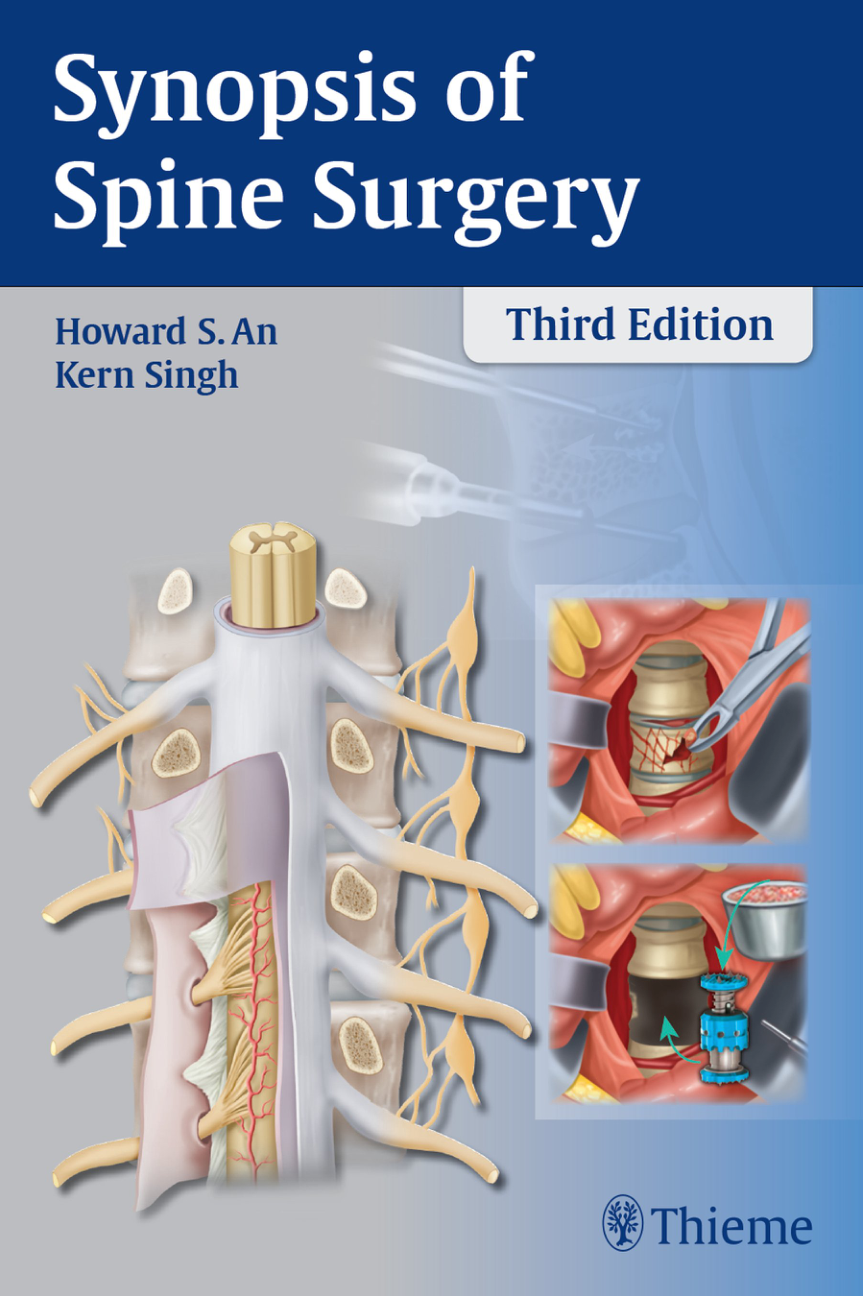 Synopsis of
Spine Surgery
Third Edition
Howard S. An
Kern Singh
Thieme